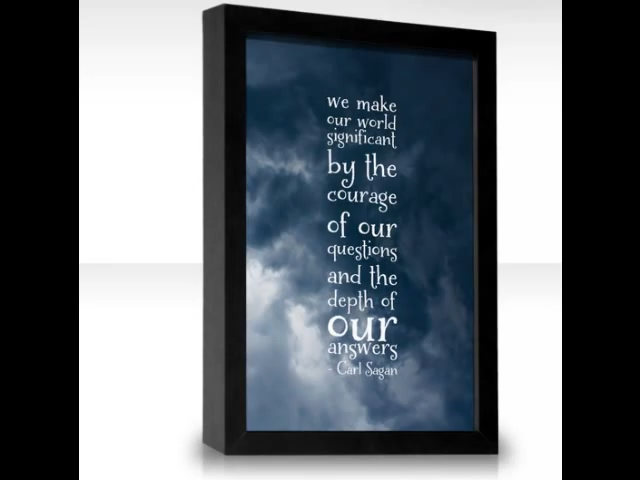 we make
our world
significant
by the
courage
of our
questions
and the
depth of
our
answers
- Carl Sagan